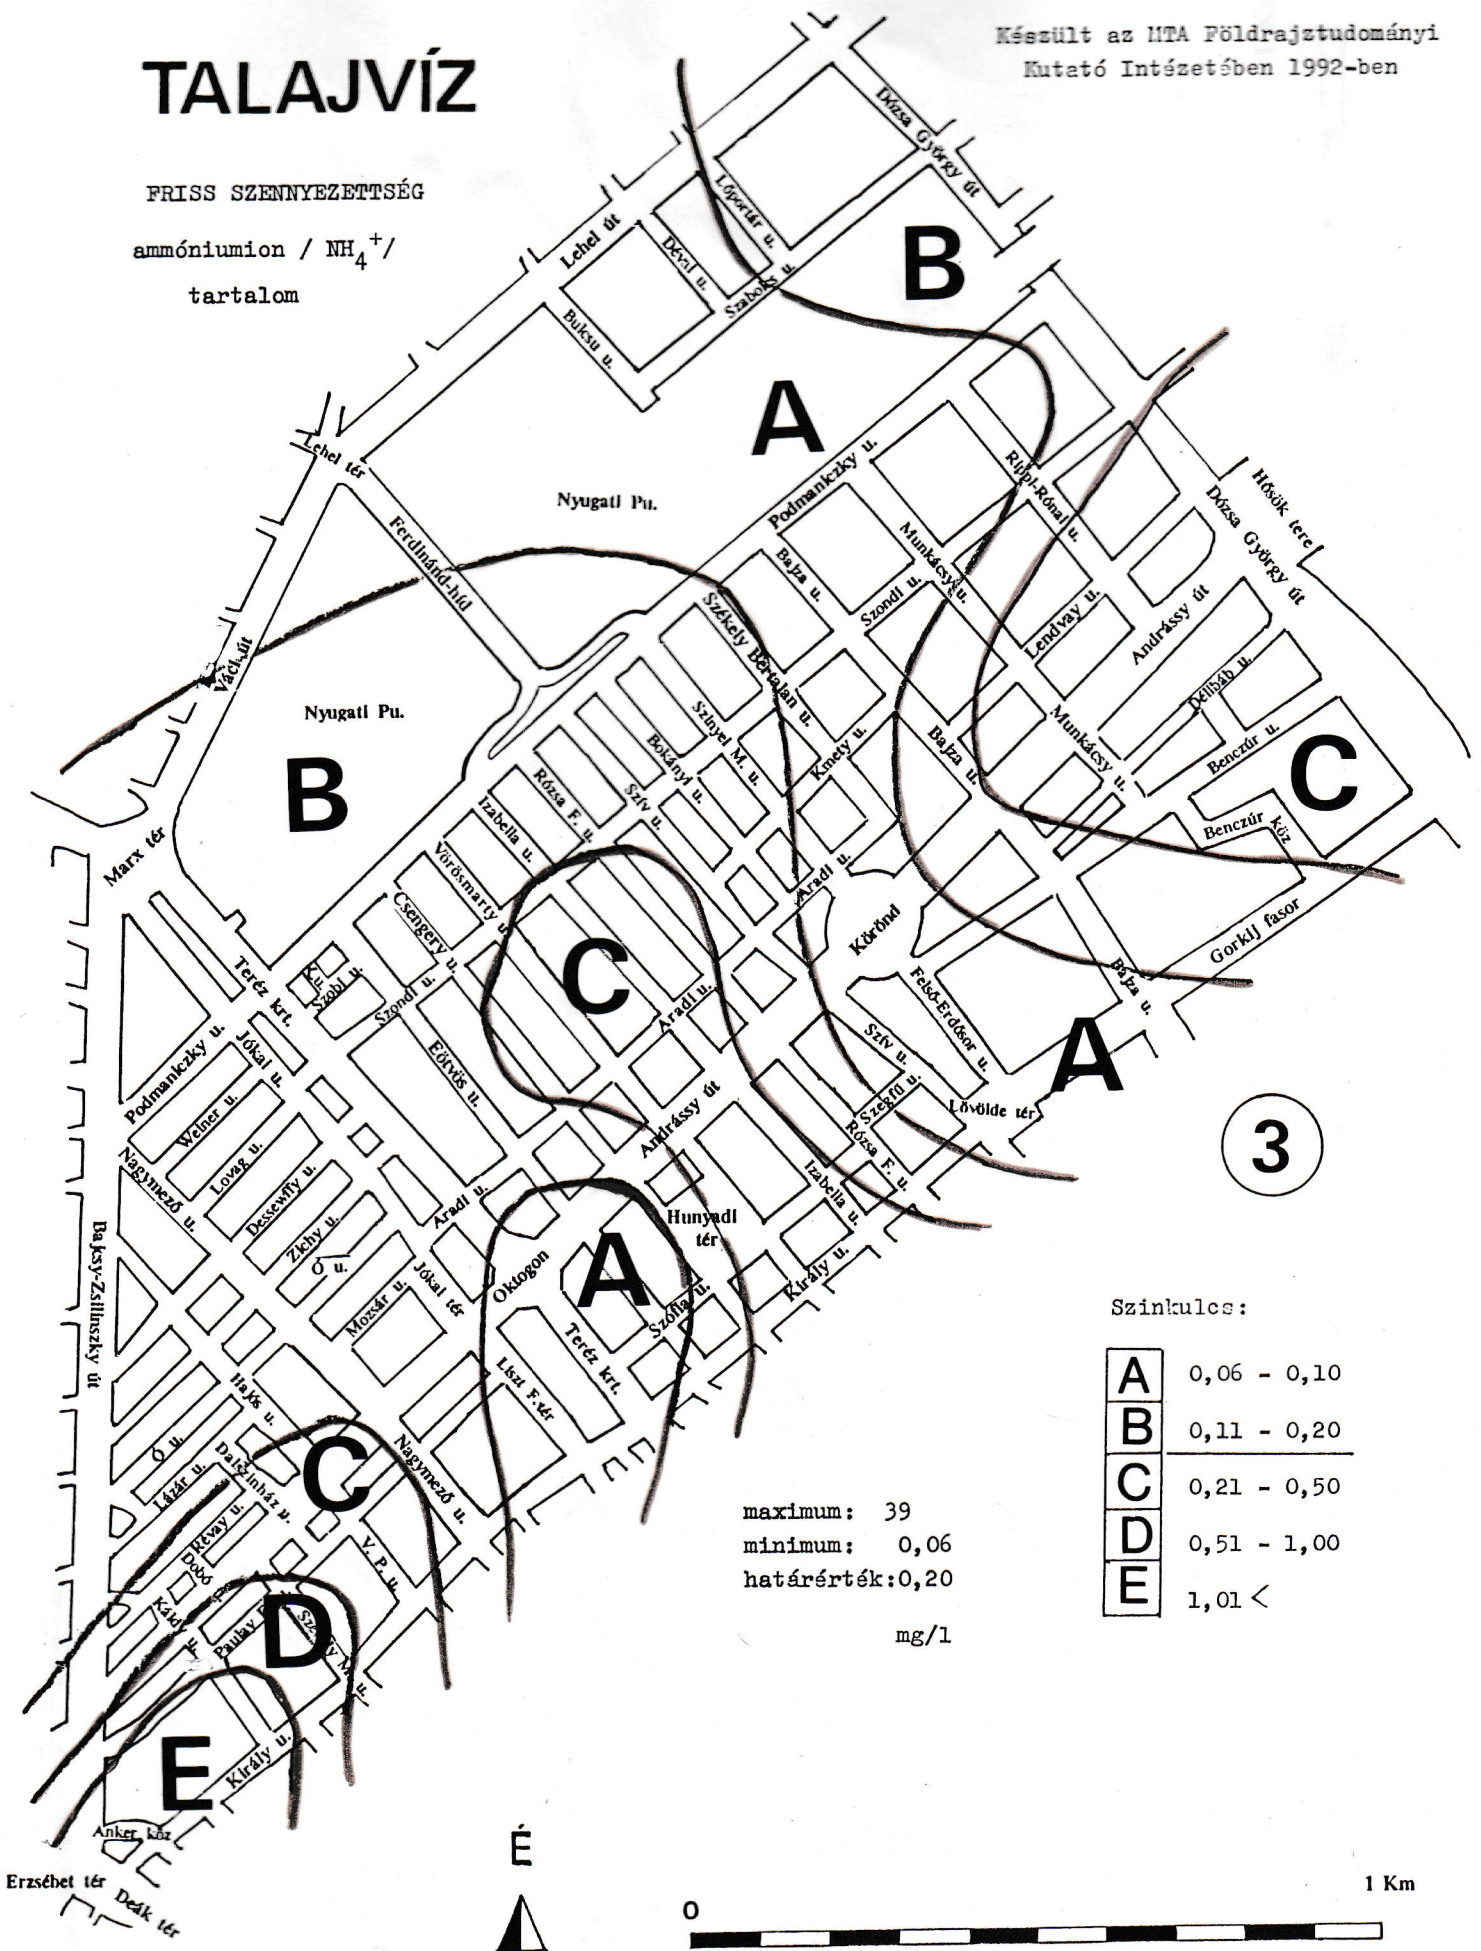 Készült az MTA Földrajztudományi
Kutató Intézetében 1992-ben
TALAJVÍZ
FRISS SZENNYEZETTSÉG
ammóniumion / NH₄⁺/
tartalom
Dózsa György út
Lőportár u.
Lehel út
Dévai u.
Szabolcs u.
Bulcsu u.
B
A
Lehel tér
Nyugati Pu.
Podmaniczky u.
Rippl-Rónai u.
Hősök tere
Dózsa György út
Ferdinánd-híd
Bajza u.
Munkácsy u.
Szondi u.
Lendvay u.
Andrássy út
Székely Bertalan u.
Váci út
Délibáb u.
Nyugati Pu.
B
Szinyei M. u.
Bokányi u.
Kmety u.
Bajza u.
Munkácsy u.
Benczúr u.
C
Marx tér
Rózsa F. u.
Szív u.
Izabella u.
Benczúr köz
Vörösmarty u.
Csengery u.
Aradi u.
Körönd
Gorkij fasor
C
Teréz krt.
K. u.
Szobi u.
Szondi u.
Aradi u.
Felső-Erdősor u.
Bajza u.
Podmaniczky u.
Jókai u.
Eötvös u.
Szív u.
A
Weiner u.
Szegfű u.
Lövölde tér
Andrássy út
Rózsa F. u.
3
Nagymező u.
Lovag u.
Dessewffy u.
Izabella u.
Zichy u.
Aradi u.
Hunyadi
tér
Ó u.
Jókai tér
Oktogon
A
Király u.
Bajcsy-Zsilinszky út
Mozsár u.
Teréz krt.
Szófia u.
Liszt F. tér
Hajós u.
Ó u.
Dalszínház u.
C
Nagymező u.
Lázár u.
Révay u.
V. P. u.
Dobó
Káldy u.
D
E
Király u.
Anker köz
Erzsébet tér
Deák tér
Szinkulcs:
A 0,06 - 0,10
B 0,11 - 0,20
C 0,21 - 0,50
D 0,51 - 1,00
E 1,01 <
maximum: 39
minimum: 0,06
határérték:0,20
mg/l
É
0
1 Km